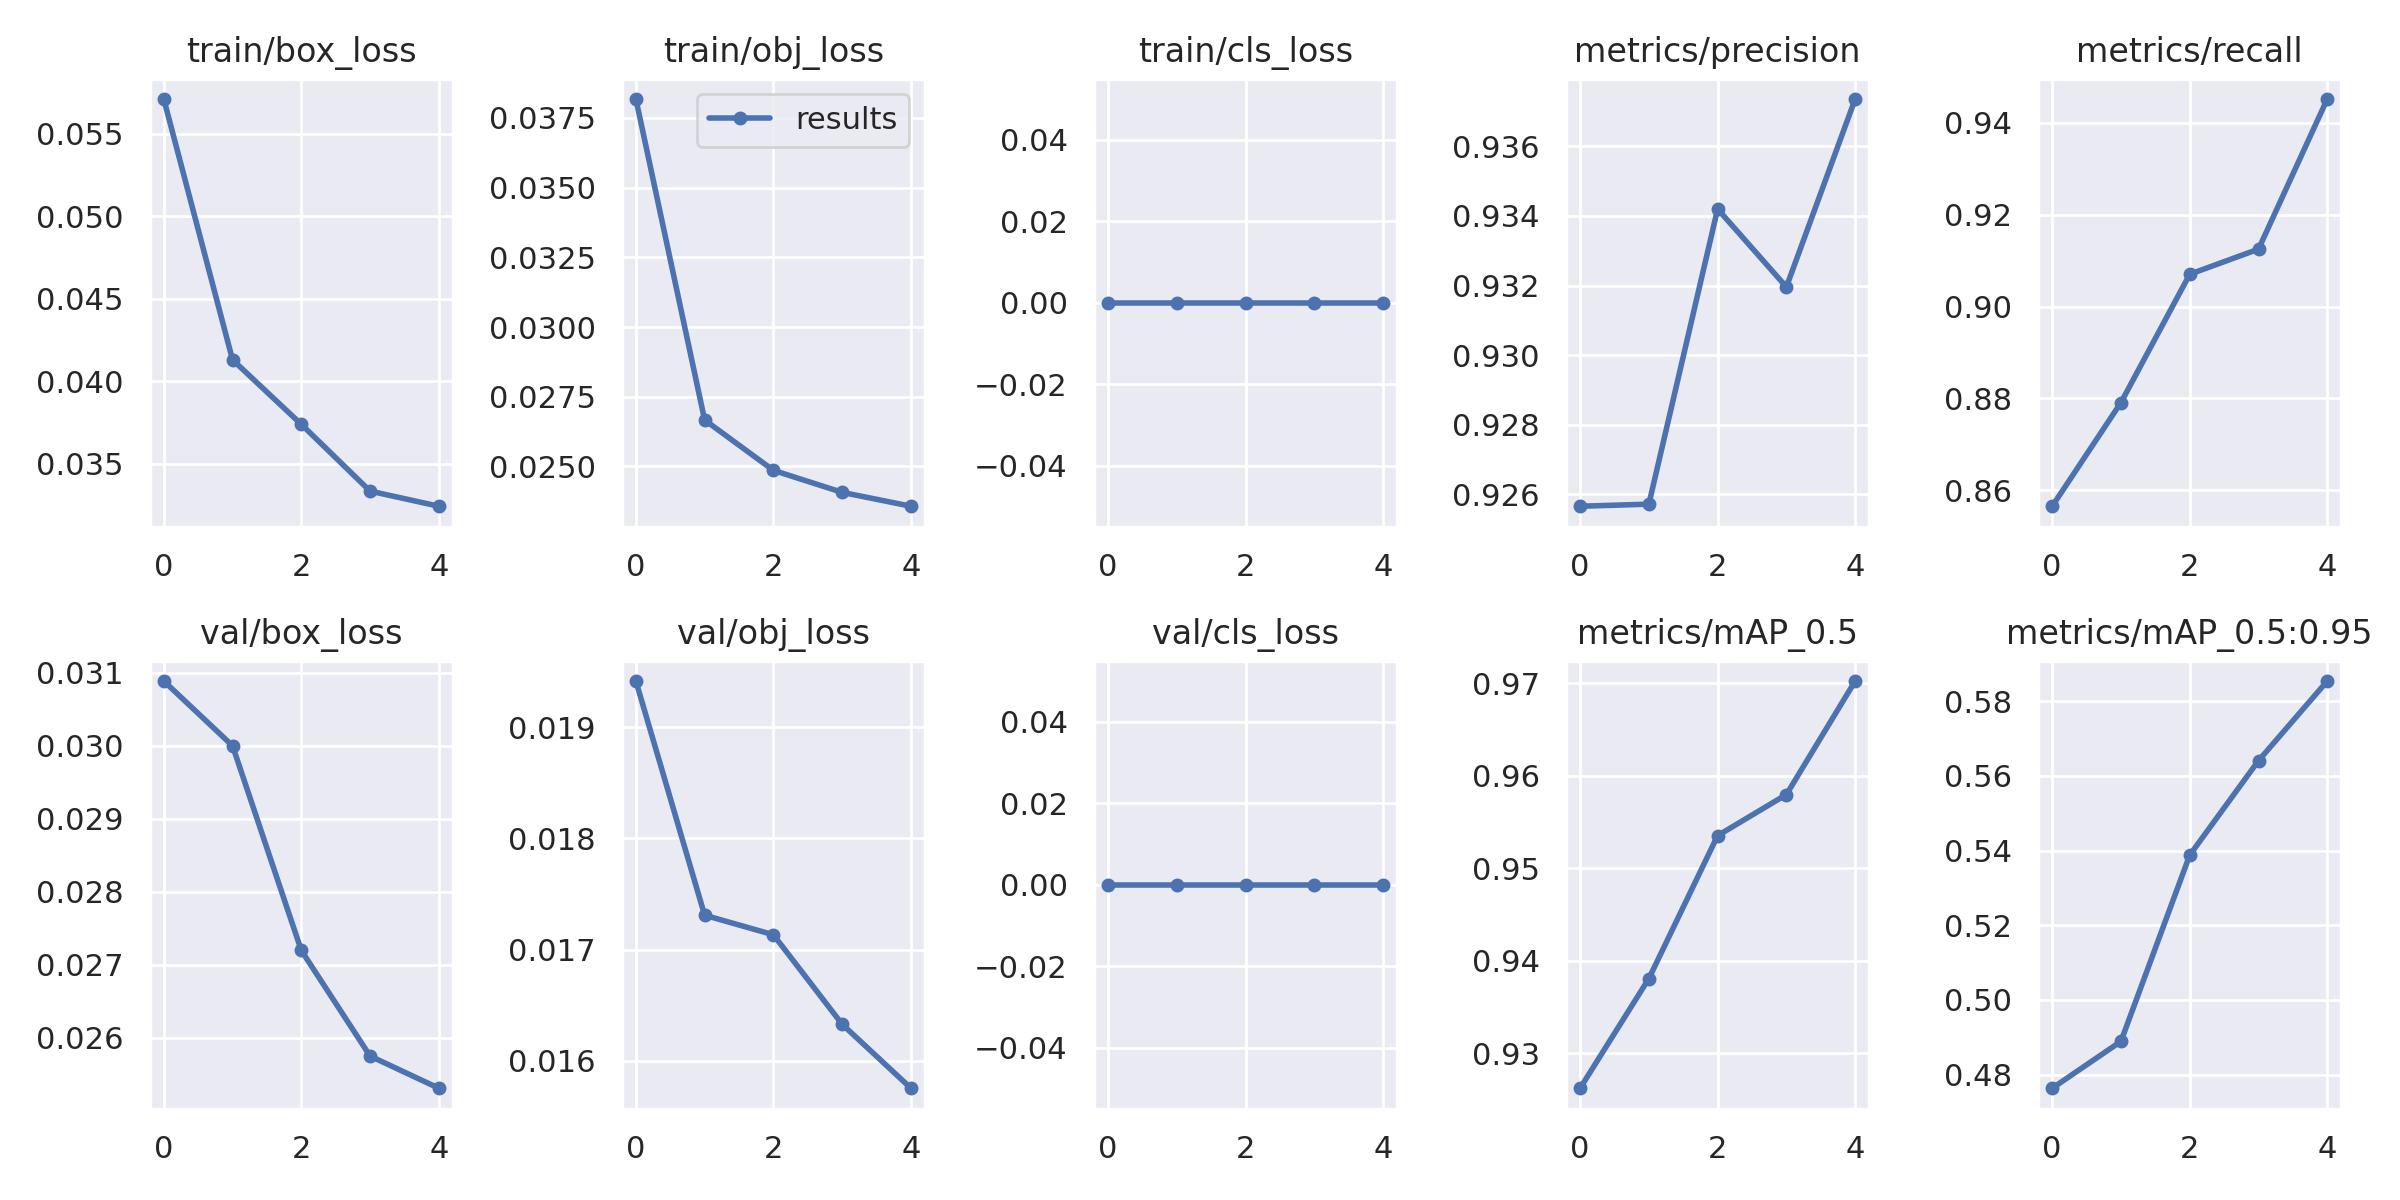 train/box_loss
0.055
0.050
0.045
0.040
0.035
0 2 4
train/obj_loss
results
0.0375
0.0350
0.0325
0.0300
0.0275
0.0250
0 2 4
train/cls_loss
0.04
0.02
0.00
−0.02
−0.04
0 2 4
metrics/precision
0.936
0.934
0.932
0.930
0.928
0.926
0 2 4
metrics/recall
0.94
0.92
0.90
0.88
0.86
0 2 4
val/box_loss
0.031
0.030
0.029
0.028
0.027
0.026
0 2 4
val/obj_loss
0.019
0.018
0.017
0.016
0 2 4
val/cls_loss
0.04
0.02
0.00
−0.02
−0.04
0 2 4
metrics/mAP_0.5
0.97
0.96
0.95
0.94
0.93
0 2 4
metrics/mAP_0.5:0.95
0.58
0.56
0.54
0.52
0.50
0.48
0 2 4